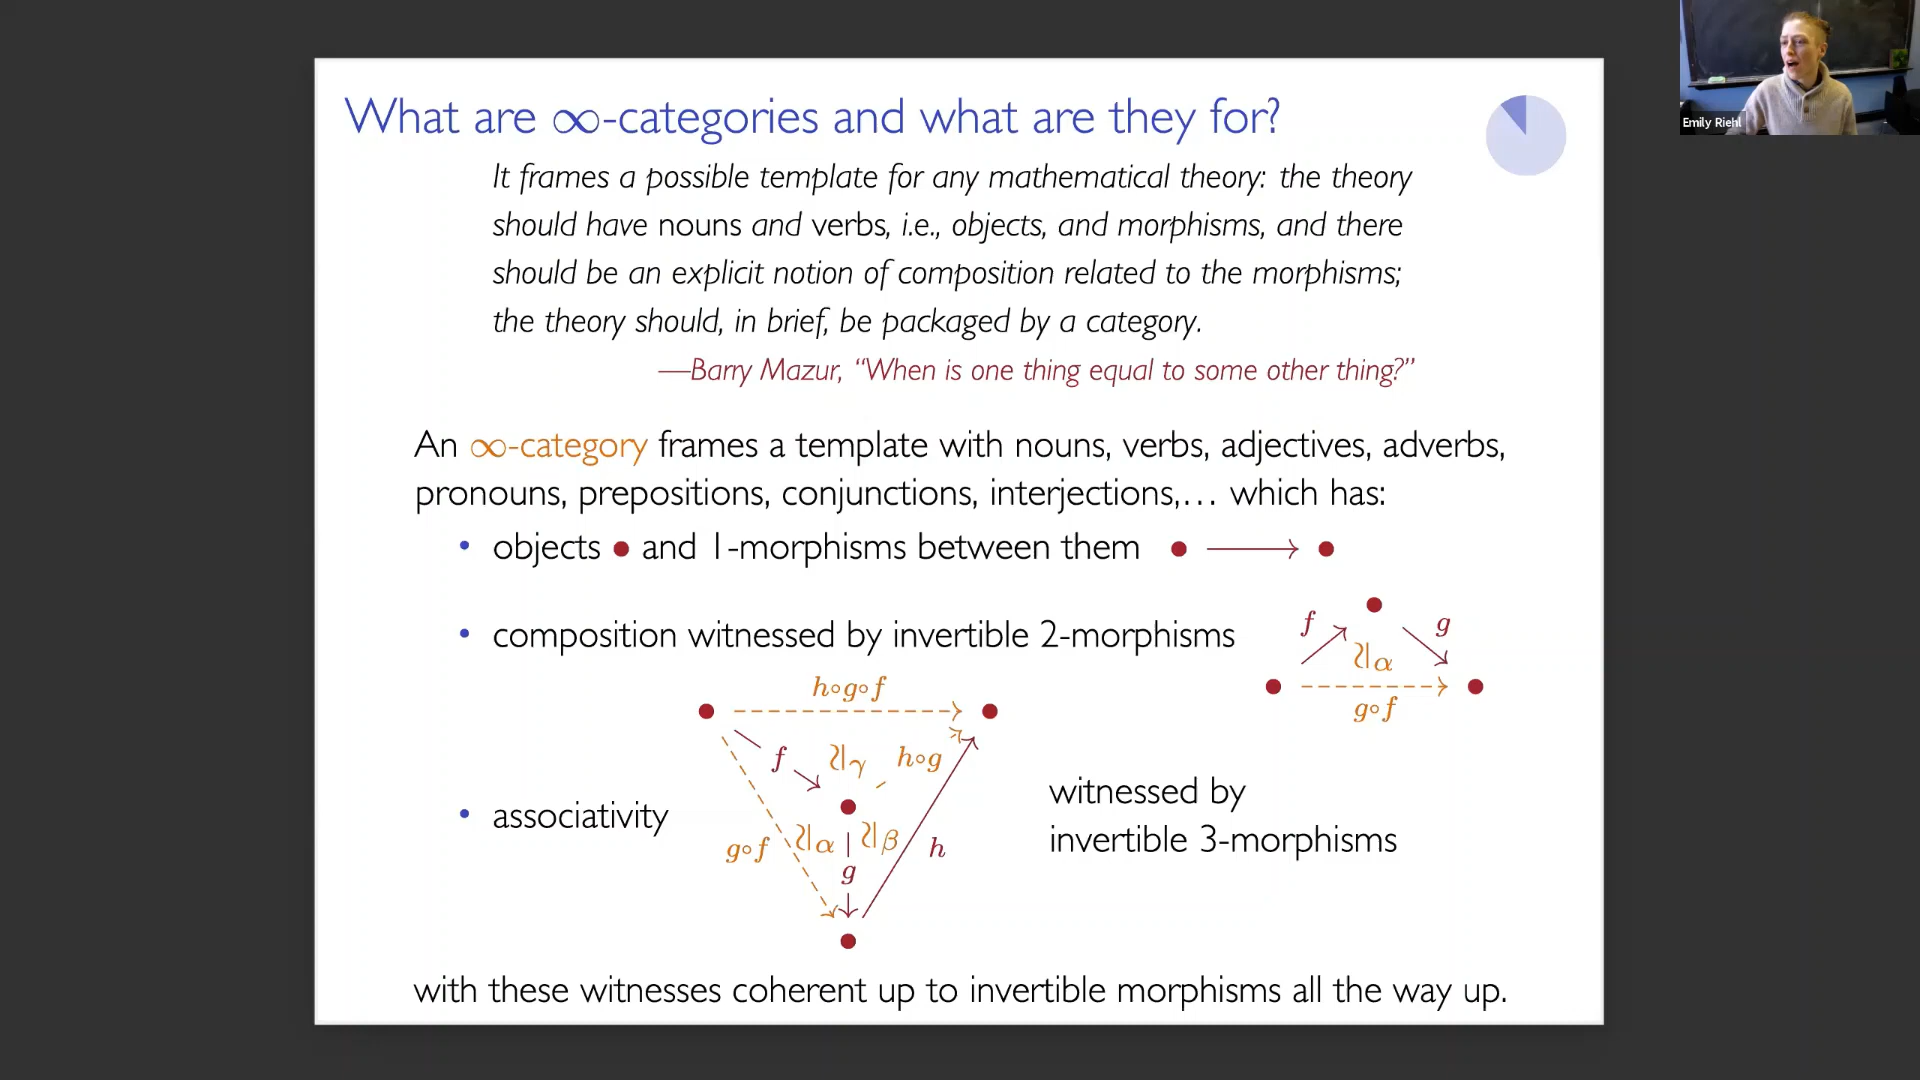 What are ∞-categories and what are they for?
Emily Riehl
It frames a possible template for any mathematical theory: the theory
should have nouns and verbs, i.e., objects, and morphisms, and there
should be an explicit notion of composition related to the morphisms;
the theory should, in brief, be packaged by a category.
—Barry Mazur, “When is one thing equal to some other thing?”
An ∞-category frames a template with nouns, verbs, adjectives, adverbs,
pronouns, prepositions, conjunctions, interjections,… which has:
• objects • and 1-morphisms between them
• composition witnessed by invertible 2-morphisms
f g
≀|α
g∘f
h∘g∘f
f ≀|γ h∘g
• associativity
g∘f ≀|α ≀|β h
g
witnessed by
invertible 3-morphisms
with these witnesses coherent up to invertible morphisms all the way up.